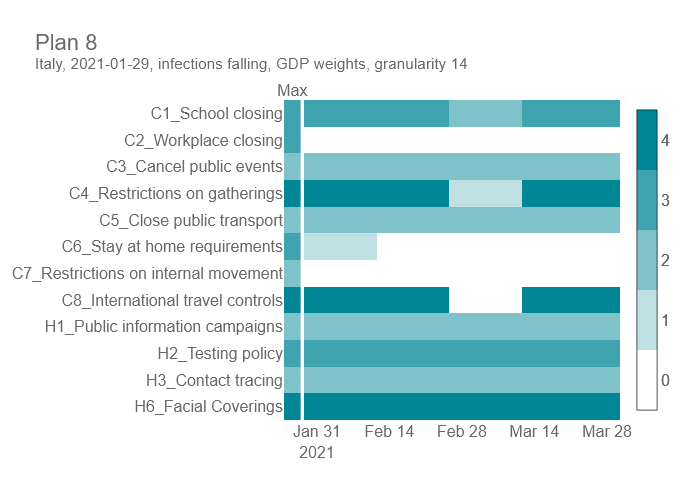 Plan 8
Italy, 2021-01-29, infections falling, GDP weights, granularity 14
Max
C1_School closing
C2_Workplace closing
C3_Cancel public events
C4_Restrictions on gatherings
C5_Close public transport
C6_Stay at home requirements
C7_Restrictions on internal movement
C8_International travel controls
H1_Public information campaigns
H2_Testing policy
H3_Contact tracing
H6_Facial Coverings
Jan 31 Feb 14 Feb 28 Mar 14 Mar 28
2021
4
3
2
1
0